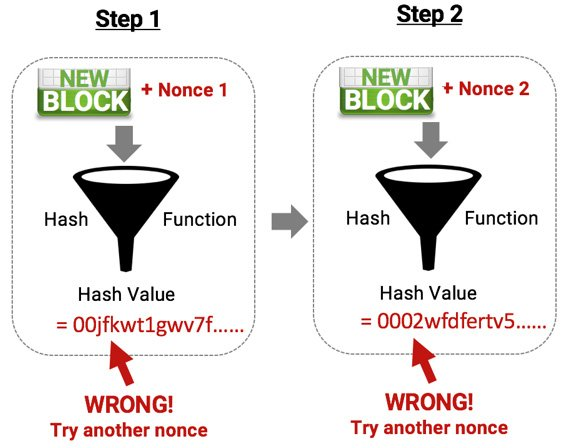 Step 1
NEW
BLOCK
+ Nonce 1
Hash Function
Hash Value
= 00jfkwt1gwv7f......
WRONG!
Try another nonce
Step 2
NEW
BLOCK
+ Nonce 2
Hash Function
Hash Value
= 0002wfdfertv5......
WRONG!
Try another nonce